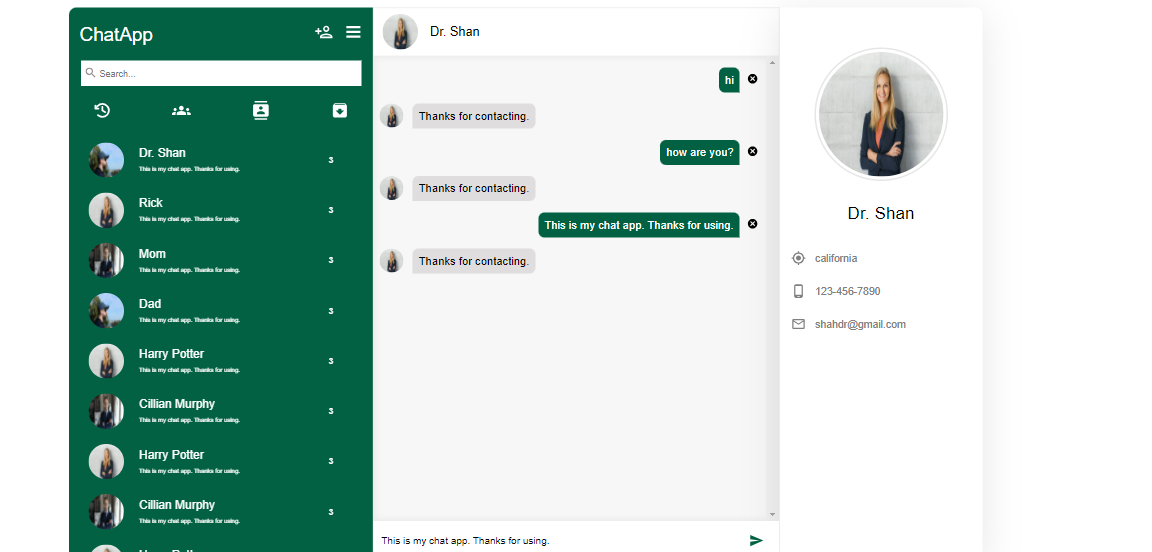 ChatApp
Search...
Dr. Shan
This is my chat app. Thanks for using.
3
Rick
This is my chat app. Thanks for using.
3
Mom
This is my chat app. Thanks for using.
3
Dad
This is my chat app. Thanks for using.
3
Harry Potter
This is my chat app. Thanks for using.
3
Cillian Murphy
This is my chat app. Thanks for using.
3
Harry Potter
This is my chat app. Thanks for using.
3
Cillian Murphy
This is my chat app. Thanks for using.
3
Dr. Shan
hi
Thanks for contacting.
how are you?
Thanks for contacting.
This is my chat app. Thanks for using.
Thanks for contacting.
This is my chat app. Thanks for using.
Dr. Shan
california
123-456-7890
shahdr@gmail.com